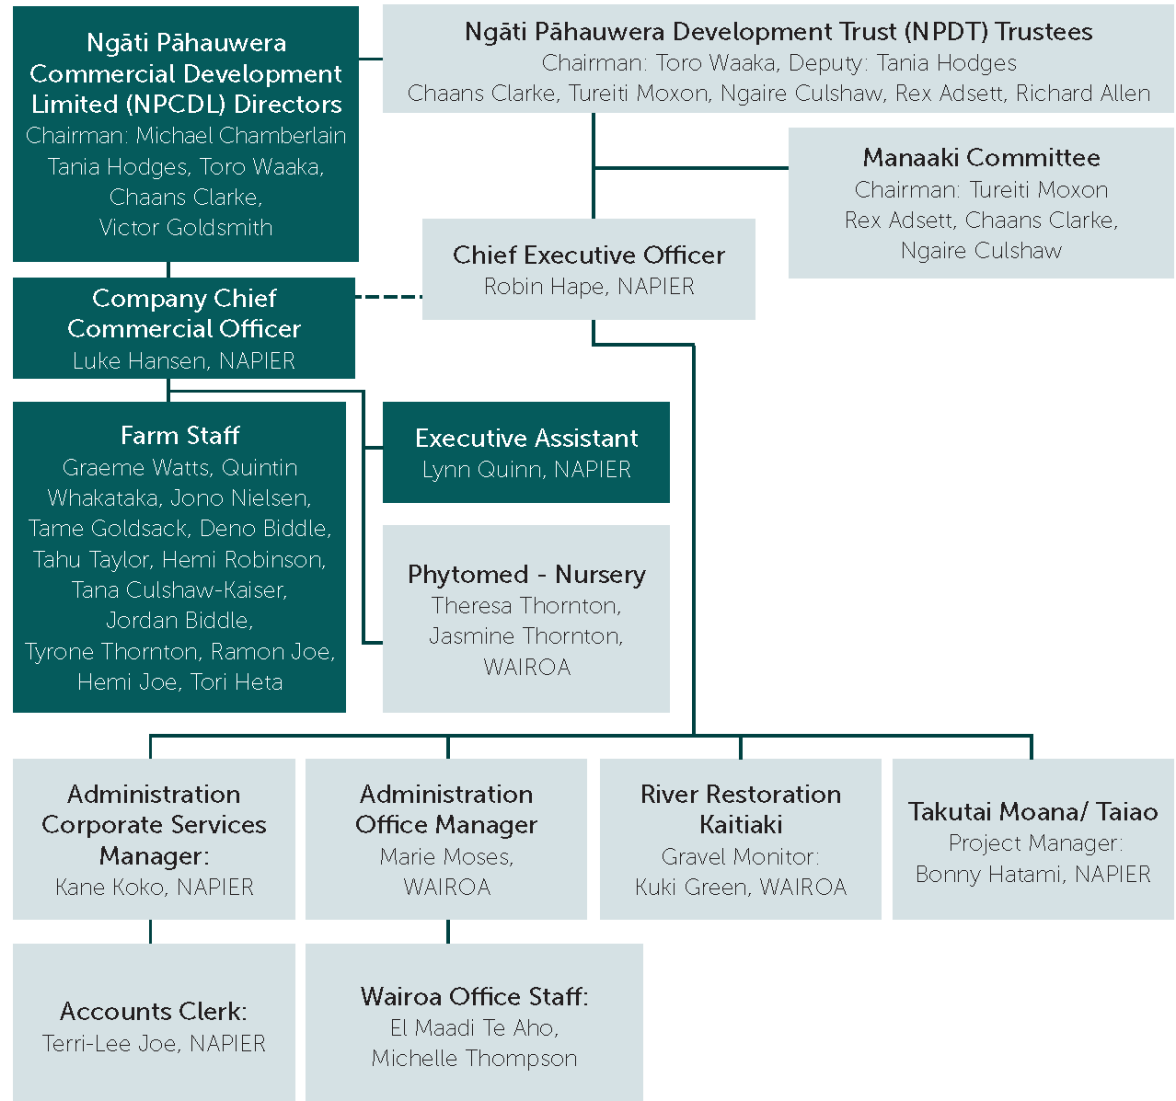 Ngāti Pāhauwera
Commercial Development
Limited (NPCDL) Directors
Chairman: Michael Chamberlain
Tania Hodges, Toro Waaka,
Chaans Clarke,
Victor Goldsmith
Ngāti Pāhauwera Development Trust (NPDT) Trustees
Chairman: Toro Waaka, Deputy: Tania Hodges
Chaans Clarke, Tureiti Moxon, Ngaire Culshaw, Rex Adsett, Richard Allen
Manaaki Committee
Chairman: Tureiti Moxon
Rex Adsett, Chaans Clarke,
Ngaire Culshaw
Chief Executive Officer
Robin Hape, NAPIER
Company Chief
Commercial Officer
Luke Hansen, NAPIER
Farm Staff
Graeme Watts, Quintin
Whakataka, Jono Nielsen,
Tame Goldsack, Deno Biddle,
Tahu Taylor, Hemi Robinson,
Tana Culshaw-Kaiser,
Jordan Biddle,
Tyrone Thornton, Ramon Joe,
Hemi Joe, Tori Heta
Executive Assistant
Lynn Quinn, NAPIER
Phytomed - Nursery
Theresa Thornton,
Jasmine Thornton,
WAIROA
Administration
Corporate Services
Manager:
Kane Koko, NAPIER
Administration
Office Manager
Marie Moses,
WAIROA
River Restoration
Kaitiaki
Gravel Monitor:
Kuki Green, WAIROA
Takutai Moana/ Taiao
Project Manager:
Bonny Hatami, NAPIER
Accounts Clerk:
Terri-Lee Joe, NAPIER
Wairoa Office Staff:
El Maadi Te Aho,
Michelle Thompson